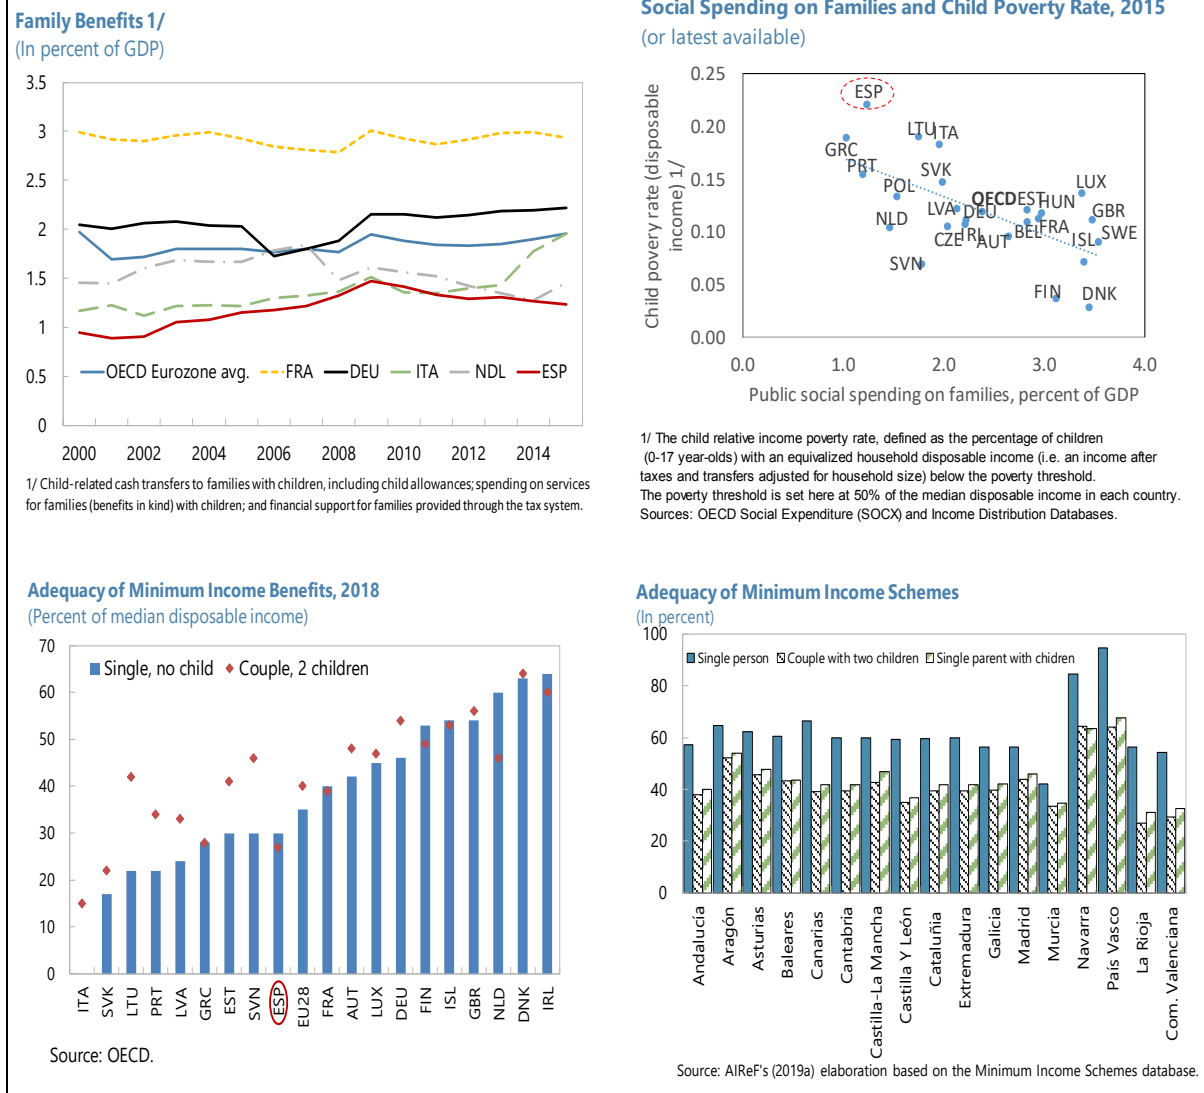 Family Benefits 1/
(In percent of GDP)
3.5
3
2.5
2
1.5
1
0.5
0
OECD Eurozone avg. FRA DEU ITA NDL ESP
2000 2002 2004 2006 2008 2010 2012 2014
1/ Child-related cash transfers to families with children, including child allowances; spending on services
for families (benefits in kind) with children; and financial support for families provided through the tax system.
Social Spending on Families and Child Poverty Rate, 2015
(or latest available)
Child poverty rate (disposable
income) 1/
0.25
0.20
0.15
0.10
0.05
0.00
ESP
LTU ITA
GRC
PRT
SVK
POL
LUX
OECD EST HUN
LVA DEU
GBR
NLD
CZE IRL AUT BEL FRA
ISL SWE
SVN
FIN DNK
0.0 1.0 2.0 3.0 4.0
Public social spending on families, percent of GDP
1/ The child relative income poverty rate, defined as the percentage of children
(0-17 year-olds) with an equivalized household disposable income (i.e. an income after
taxes and transfers adjusted for household size) below the poverty threshold.
The poverty threshold is set here at 50% of the median disposable income in each country.
Sources: OECD Social Expenditure (SOCX) and Income Distribution Databases.
Adequacy of Minimum Income Benefits, 2018
(Percent of median disposable income)
70
60
50
40
30
20
10
0
Single, no child Couple, 2 children
ITA
SVK
LTU
PRT
LVA
GRC
EST
SVN
ESP
EU28
FRA
AUT
LUX
DEU
FIN
ISL
GBR
NLD
DNK
IRL
Source: OECD.
Adequacy of Minimum Income Schemes
(In percent)
100
80
60
40
20
0
Single person Couple with two children Single parent with chidren
Andalucía
Aragón
Asturias
Baleares
Canarias
Cantabria
Castilla-La Mancha
Castilla Y León
Cataluñia
Extremadura
Galicia
Madrid
Murcia
Navarra
País Vasco
La Rioja
Com. Valenciana
Source: AIReF's (2019a) elaboration based on the Minimum Income Schemes database.